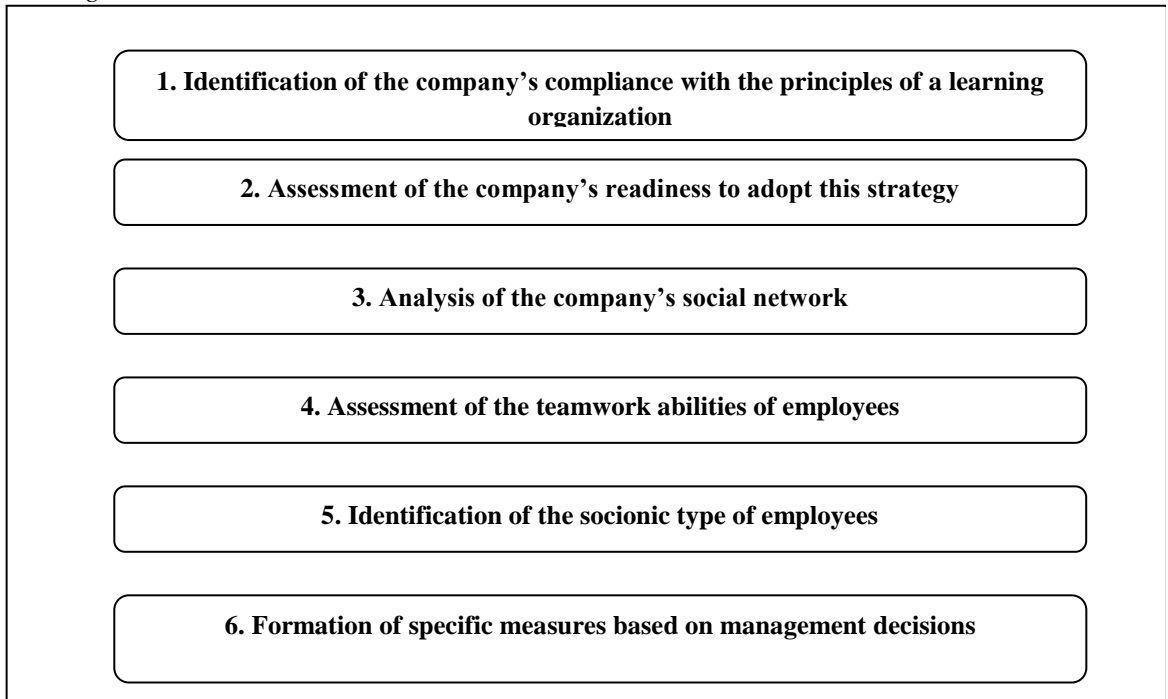 1. Identification of the company’s compliance with the principles of a learning
organization
2. Assessment of the company’s readiness to adopt this strategy
3. Analysis of the company’s social network
4. Assessment of the teamwork abilities of employees
5. Identification of the socionic type of employees
6. Formation of specific measures based on management decisions